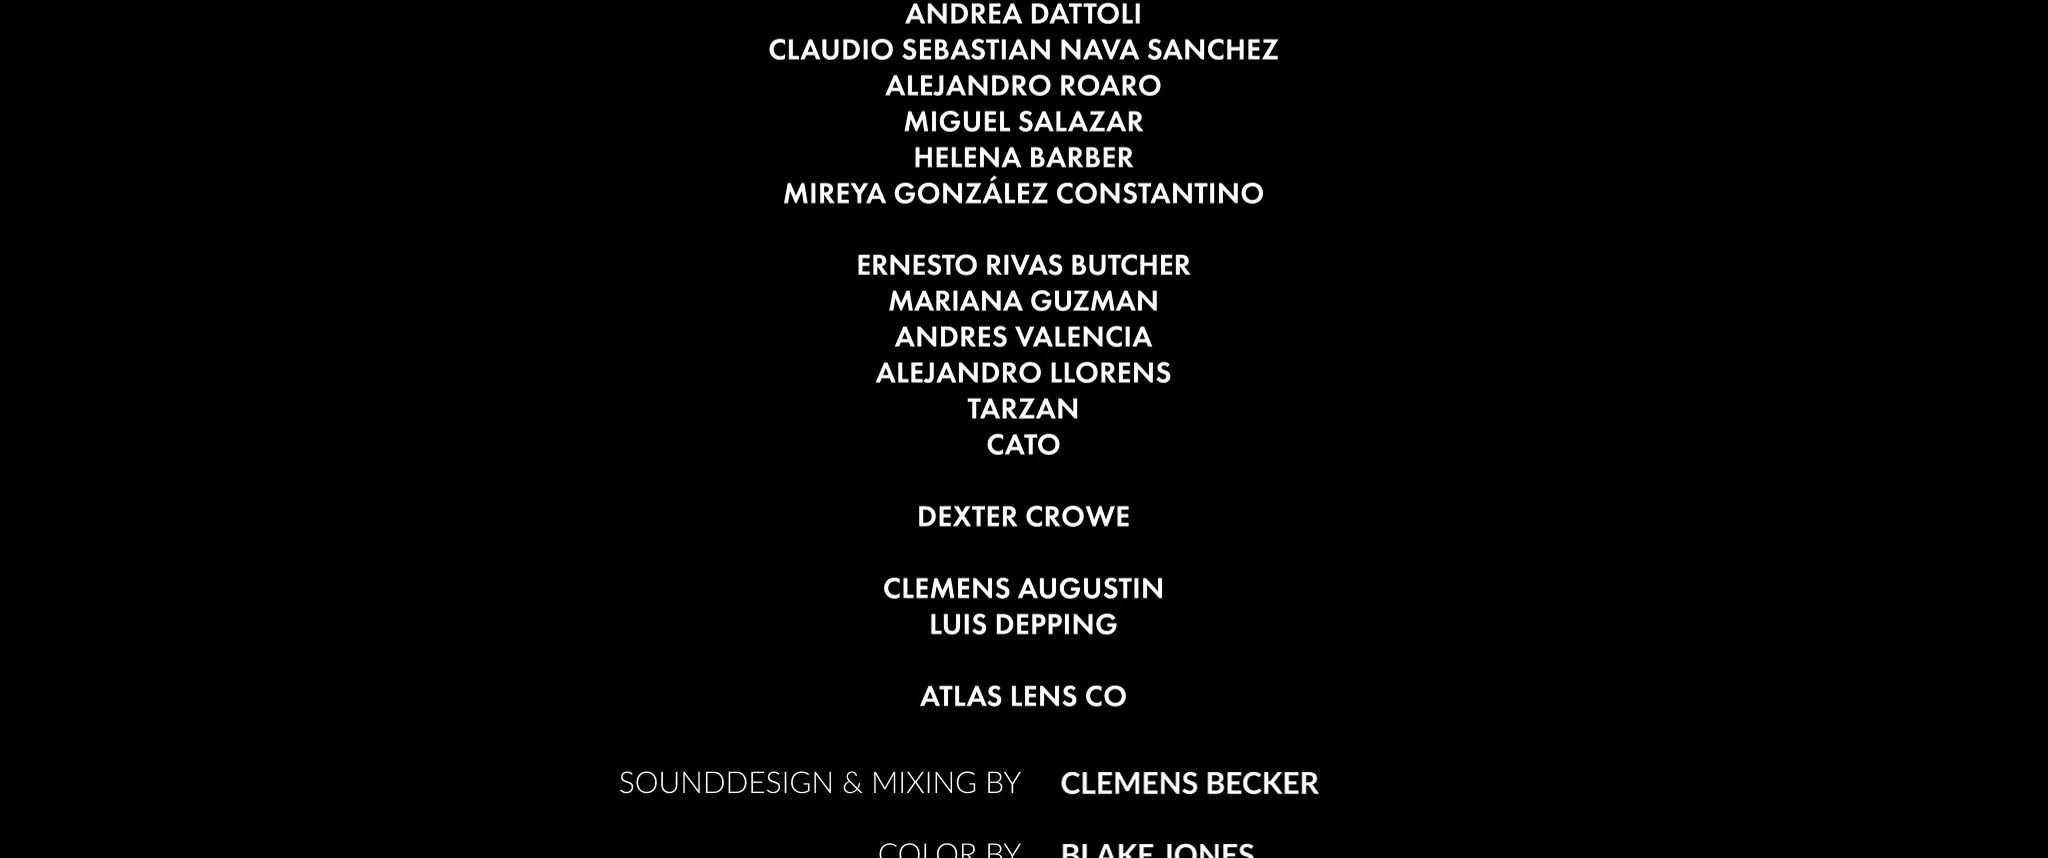 ANDREA DATTOLI
CLAUDIO SEBASTIAN NAVA SANCHEZ
ALEJANDRO ROARO
MIGUEL SALAZAR
HELENA BARBER
MIREYA GONZÁLEZ CONSTANTINO
ERNESTO RIVAS BUTCHER
MARIANA GUZMAN
ANDRES VALENCIA
ALEJANDRO LLORENS
TARZAN
CATO
DEXTER CROWE
CLEMENS AUGUSTIN
LUIS DEPPING
ATLAS LENS CO
SOUNDDESIGN & MIXING BY CLEMENS BECKER
COLOR BY BLAKE JONES